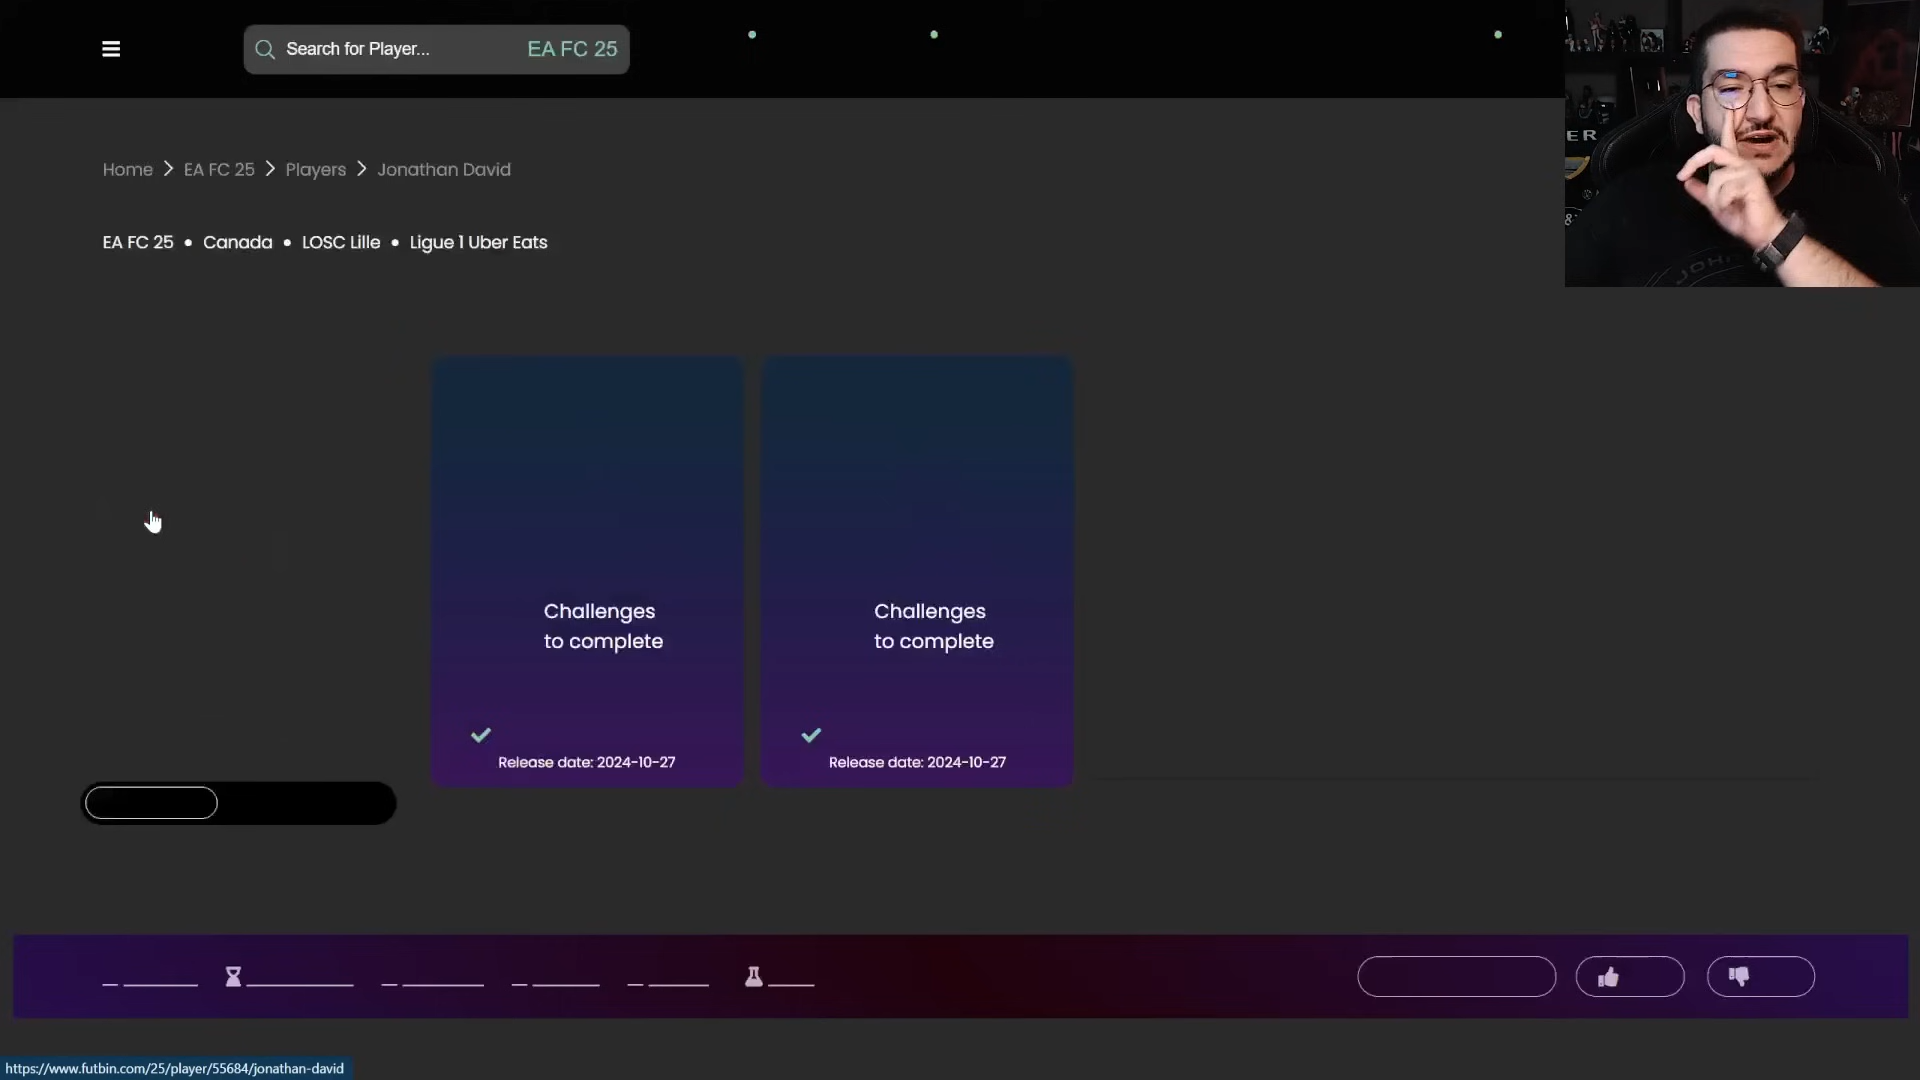 Search for Player...
EA FC 25
Home
EA FC 25
Players
Jonathan David
EA FC 25 • Canada • LOSC Lille • Ligue 1 Uber Eats
Challenges
to complete
Release date: 2024-10-27
Challenges
to complete
Release date: 2024-10-27
https://www.futbin.com/25/player/55684/jonathan-david